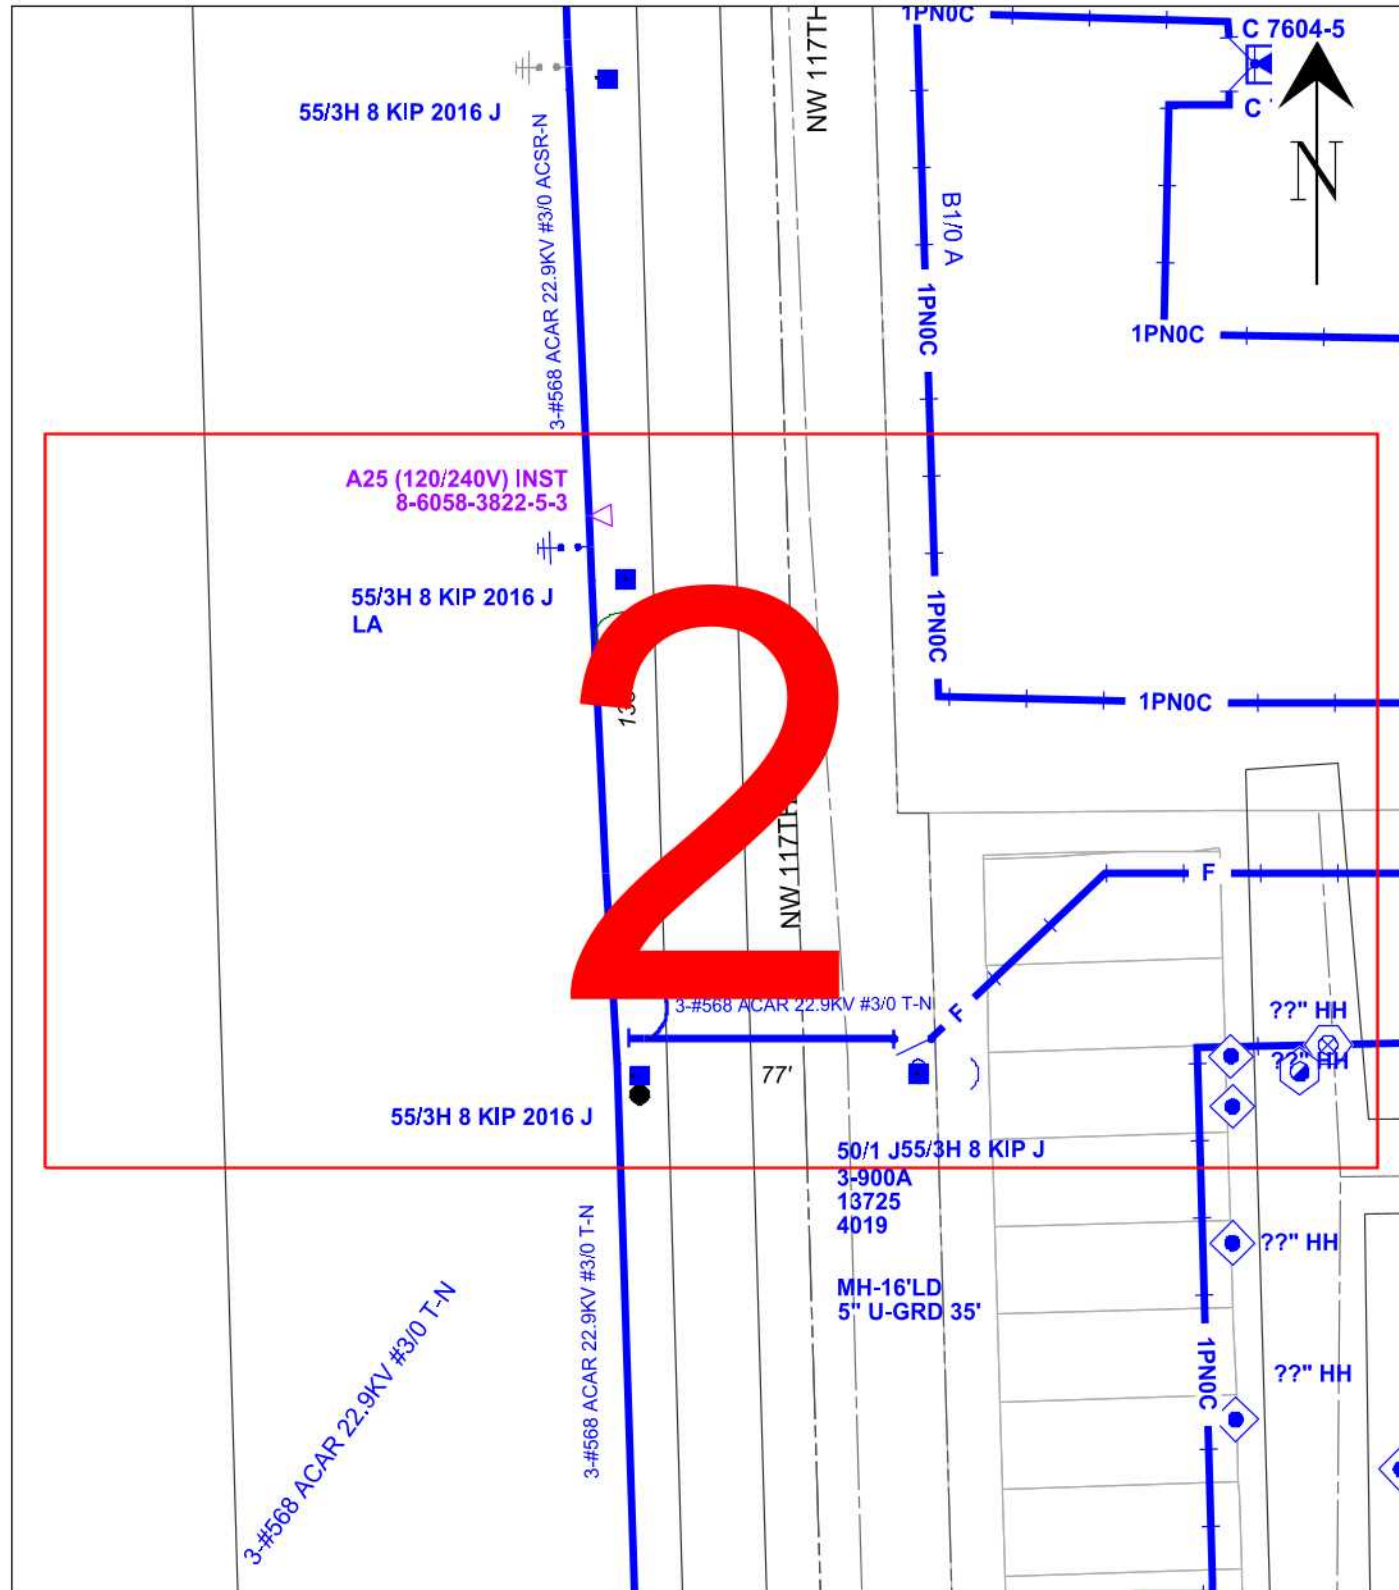 1PN0C
C 7604-5
NW 117TH
55/3H 8 KIP 2016 J
C
N
3-#568 ACAR 22.9KV #3/0 ACSR-N
B1/0 A
1PN0C
1PN0C
A25 (120/240V) INST
8-6058-3822-5-3
55/3H 8 KIP 2016 J
LA
1PN0C
2
1PN0C
NW 117TH
F
3-#568 ACAR 22.9KV #3/0 T-N
F
??" HH
??" HH
77'
55/3H 8 KIP 2016 J
50/1 J55/3H 8 KIP J
3-900A
13725
4019
??" HH
MH-16'LD
5" U-GRD 35'
3-#568 ACAR 22.9KV #3/0 T-N
3-#568 ACAR 22.9KV #3/0 T-N
1PN0C
??" HH